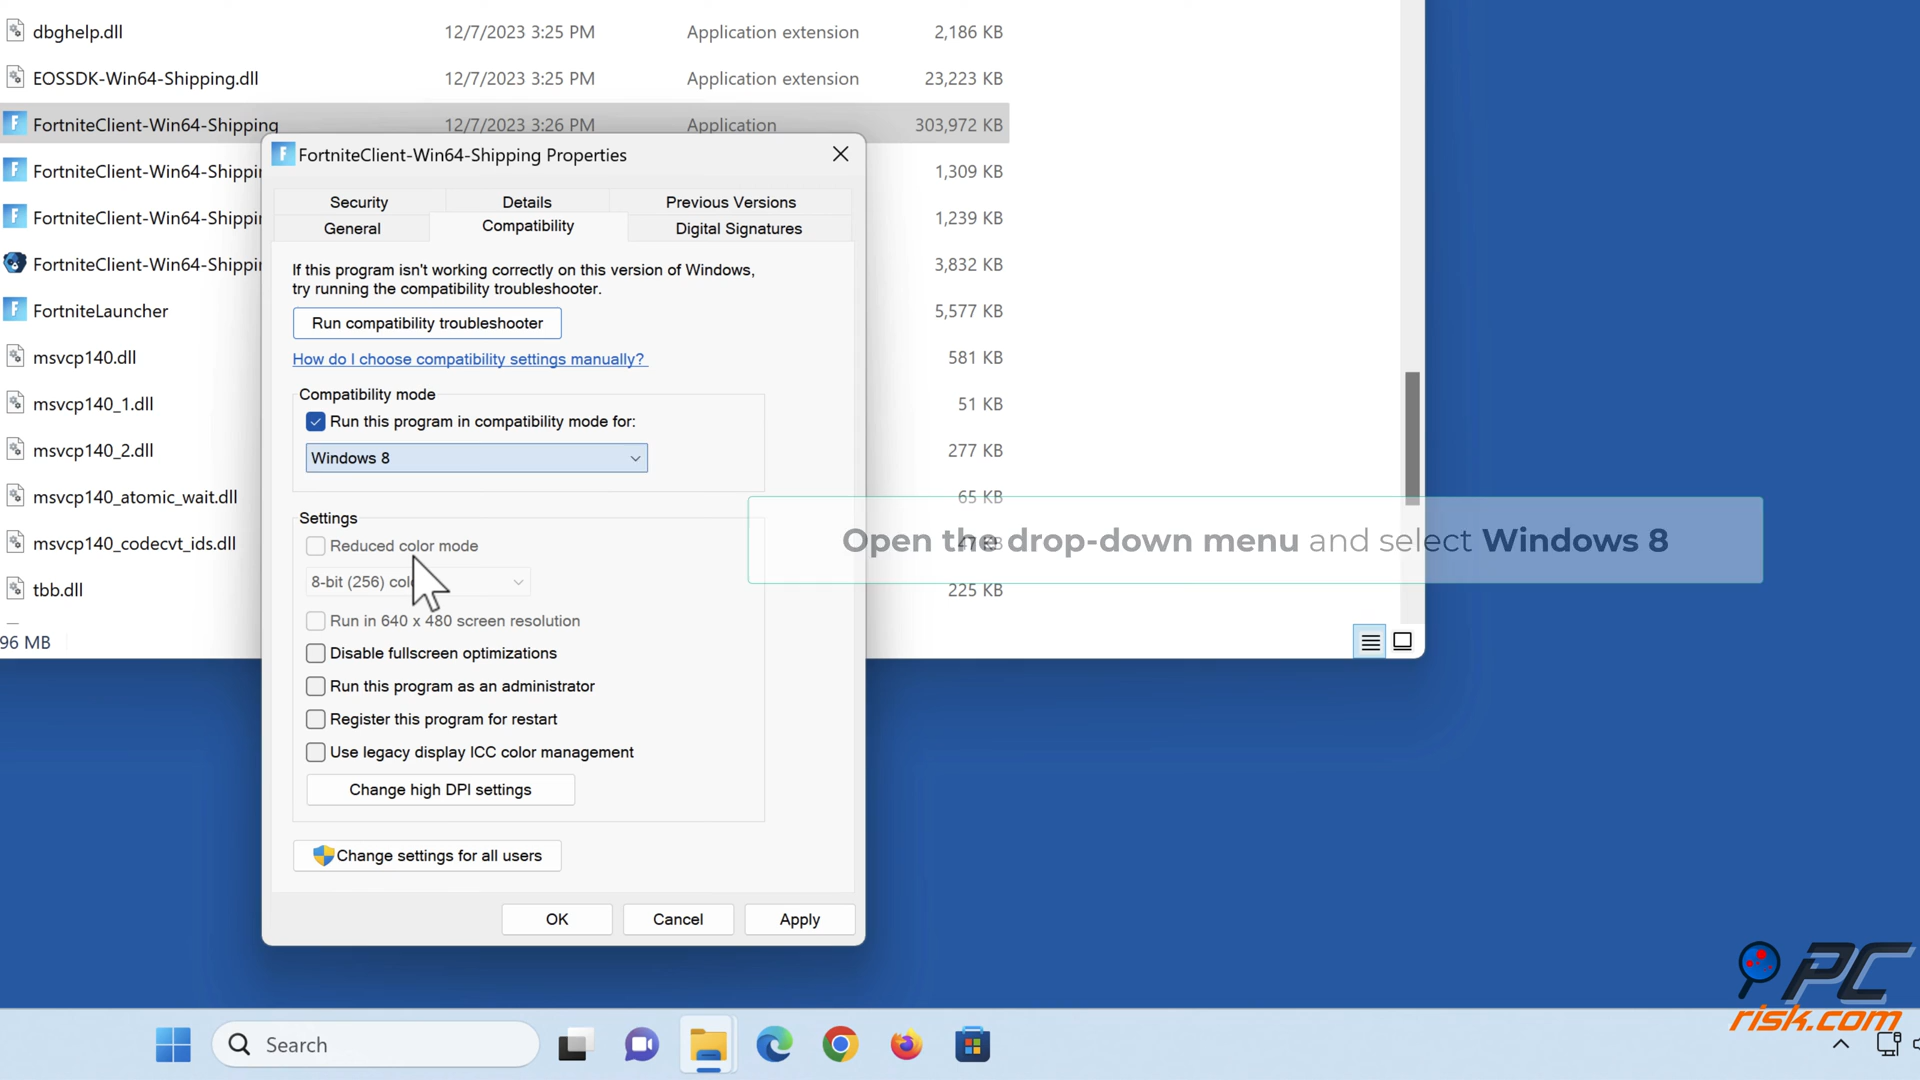 dbghelp.dll 12/7/2023 3:25 PM Application extension 2,186 KB
EOSSDK-Win64-Shipping.dll 12/7/2023 3:25 PM Application extension 23,223 KB
FortniteClient-Win64-Shipping 12/7/2023 3:26 PM Application 303,972 KB
FortniteClient-Win64-Shippin 1,309 KB
FortniteClient-Win64-Shippin 1,239 KB
FortniteClient-Win64-Shippin 3,832 KB
FortniteLauncher 5,577 KB
msvcp140.dll 581 KB
msvcp140_1.dll 51 KB
msvcp140_2.dll 277 KB
msvcp140_atomic_wait.dll 65 KB
msvcp140_codecvt_ids.dll 47 KB
tbb.dll 225 KB
96 MB
FortniteClient-Win64-Shipping Properties
Security Details Previous Versions
General Compatibility Digital Signatures
If this program isn't working correctly on this version of Windows,
try running the compatibility troubleshooter.
Run compatibility troubleshooter
How do I choose compatibility settings manually?
Compatibility mode
Run this program in compatibility mode for:
Windows 8
Settings
Reduced color mode
8-bit (256) col
Run in 640 x 480 screen resolution
Disable fullscreen optimizations
Run this program as an administrator
Register this program for restart
Use legacy display ICC color management
Change high DPI settings
Change settings for all users
OK Cancel Apply
Open the drop-down menu and select Windows 8
PC
risk.com
Search